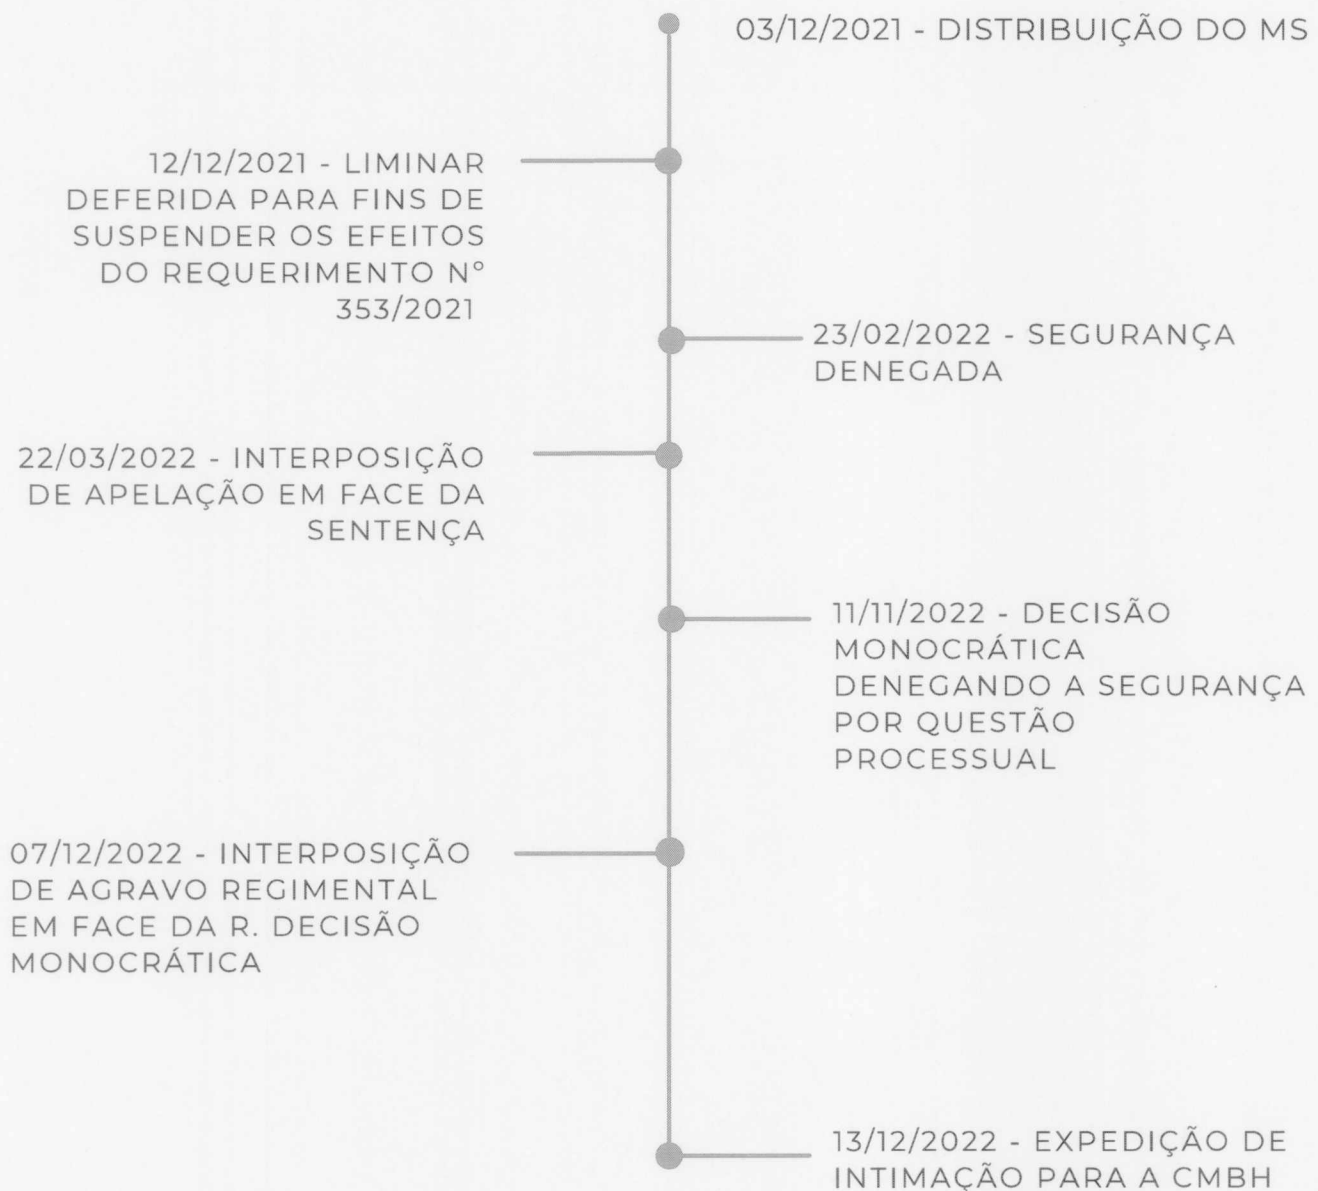 03/12/2021 - DISTRIBUIÇÃO DO MS
12/12/2021 - LIMINAR
DEFERIDA PARA FINS DE
SUSPENDER OS EFEITOS
DO REQUERIMENTO Nº
353/2021
23/02/2022 - SEGURANÇA
DENEGADA
22/03/2022 - INTERPOSIÇÃO
DE APELAÇÃO EM FACE DA
SENTENÇA
11/11/2022 - DECISÃO
MONOCRÁTICA
DENEGANDO A SEGURANÇA
POR QUESTÃO
PROCESSUAL
07/12/2022 - INTERPOSIÇÃO
DE AGRAVO REGIMENTAL
EM FACE DA R. DECISÃO
MONOCRÁTICA
13/12/2022 - EXPEDIÇÃO DE
INTIMAÇÃO PARA A CMBH